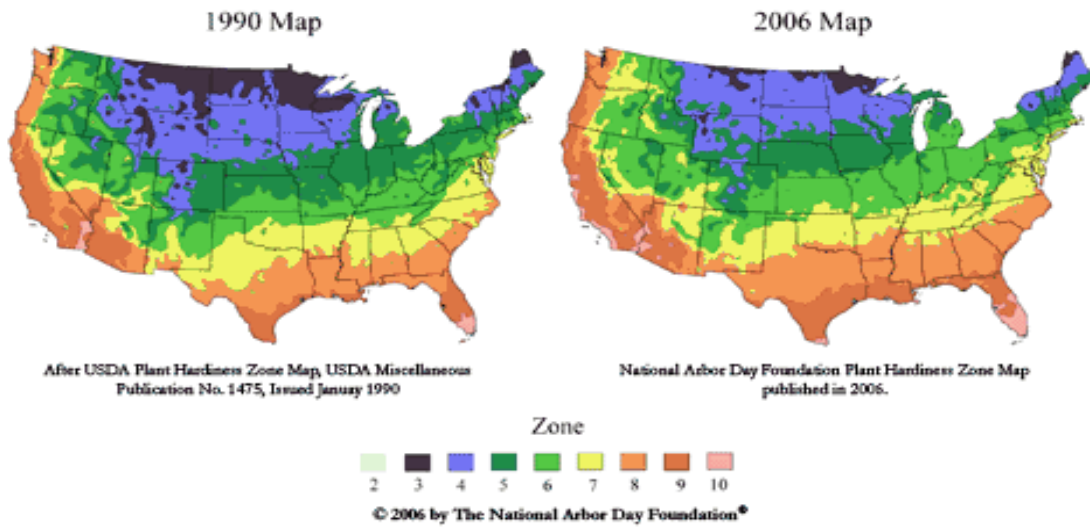 1990 Map
2006 Map
After USDA Plant Hardiness Zone Map, USDA Miscellaneous
Publication No. 1475, Issued Januay 1990
National Arbor Day Foundation Plant Hardiness Zone Map
published in 2006.
Zone
2 3 4 5 6 7 8 9 10
© 2006 by The National Arbor Day Foundation®